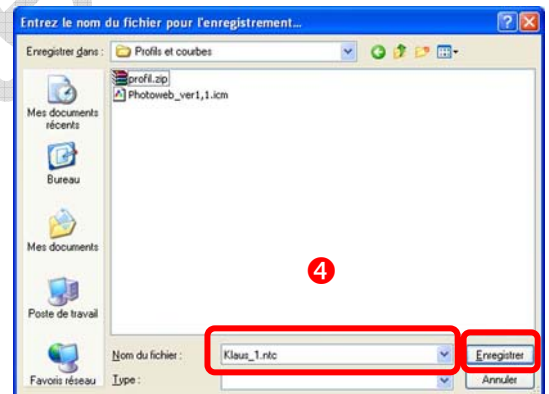 Entrez le nom du fichier pour l'enregistrement...
Enregistrer dans :
Profils et courbes
profil.zip
Photoweb_ver1,1.icm
Mes documents
récents
Bureau
Mes documents
Poste de travail
Favoris réseau
4
Nom du fichier :
Klaus_1.ntc
Enregistrer
Type :
Annuler